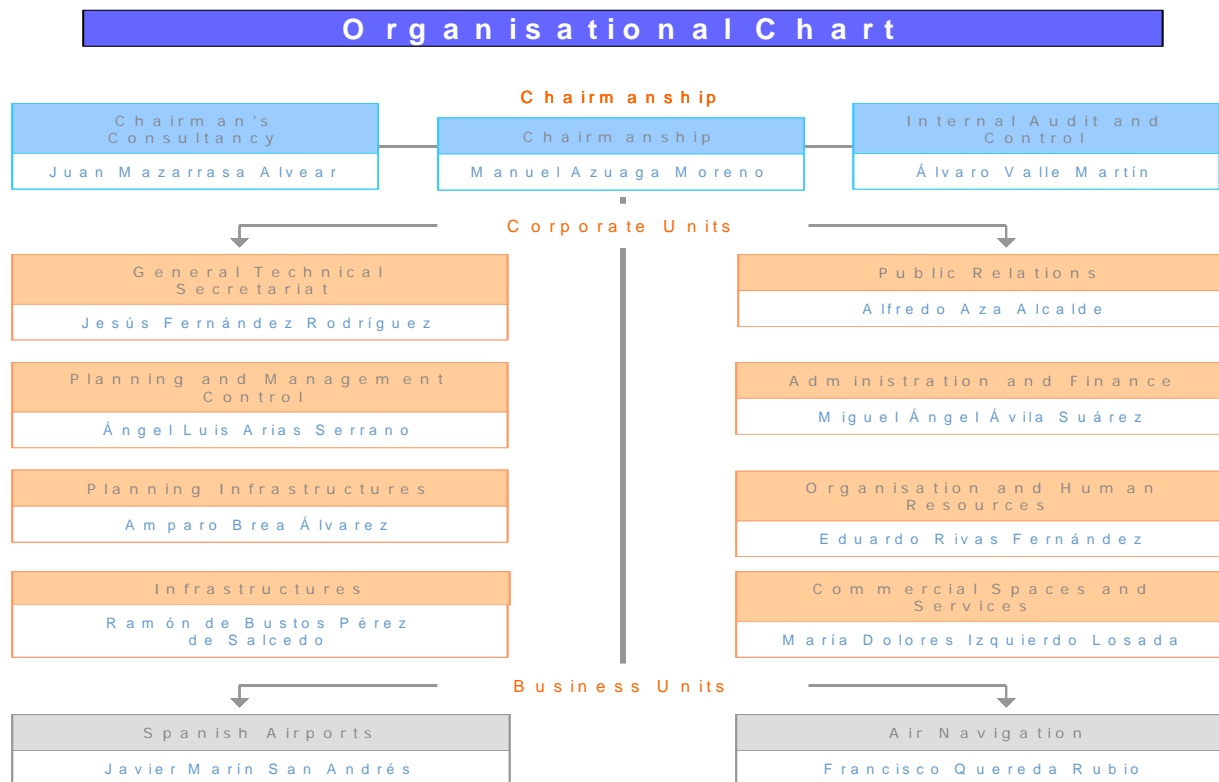 Organisational Chart
Chairmanship
Chairman's
Consultancy
Juan Mazarrasa Alvear
Chairmanship
Manuel Azuaga Moreno
Internal Audit and
Control
Álvaro Valle Martín
Corporate Units
General Technical
Secretariat
Jesús Fernández Rodríguez
Public Relations
Alfredo Aza Alcalde
Planning and Management
Control
Ángel Luis Arias Serrano
Administration and Finance
Miguel Ángel Ávila Suárez
Planning Infrastructures
Amparo Brea Álvarez
Organisation and Human
Resources
Eduardo Rivas Fernández
Infrastructures
Ramón de Bustos Pérez
de Salcedo
Commercial Spaces and
Services
María Dolores Izquierdo Losada
Business Units
Spanish Airports
Javier Marín San Andrés
Air Navigation
Francisco Quereda Rubio